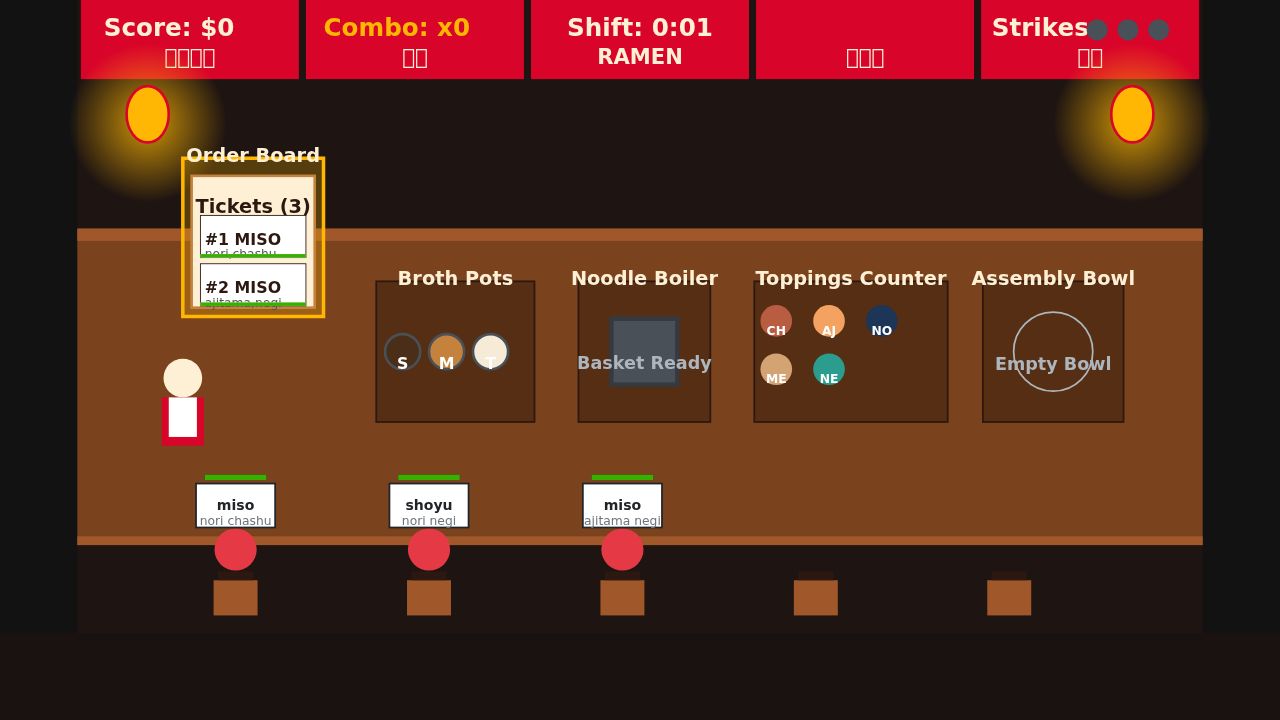 Score: $0
Combo: x0
Shift: 0:01
RAMEN
Strikes
Order Board
Tickets (3)
#1 MISO
nori,chashu
#2 MISO
ajitama,negi
Broth Pots
S
M
T
Noodle Boiler
Basket Ready
Toppings Counter
CH
AJ
NO
ME
NE
Assembly Bowl
Empty Bowl
miso
nori chashu
shoyu
nori negi
miso
ajitama negi